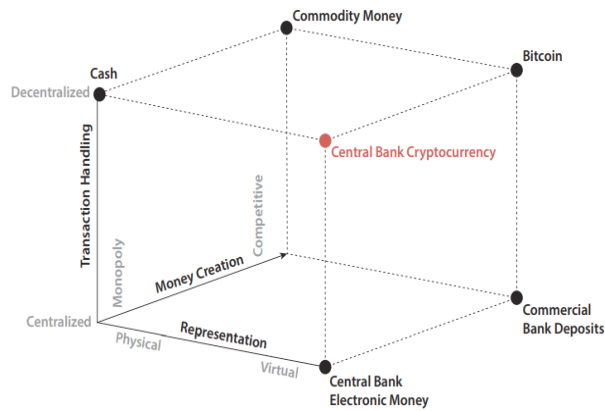 Commodity Money
Bitcoin
Cash
Decentralized
Central Bank Cryptocurrency
Transaction Handling
Competitive
Monopoly
Money Creation
Centralized
Representation
Physical
Virtual
Commercial
Bank Deposits
Central Bank
Electronic Money